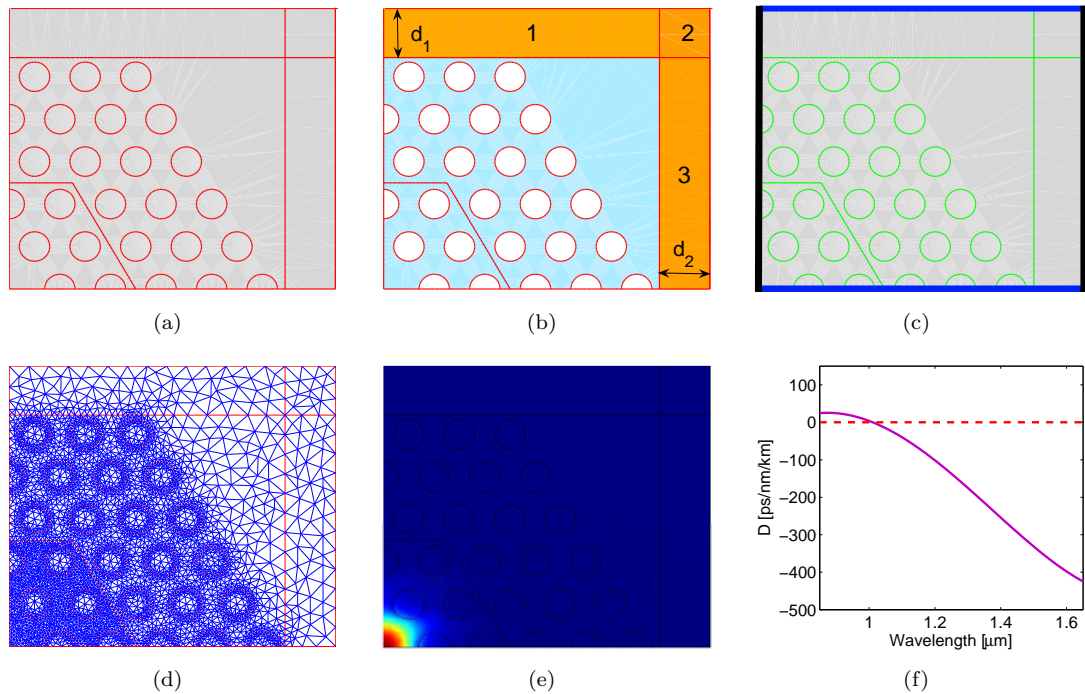 d1
1
2
3
d2
(a)
(b)
(c)
100
0
−100
−200
−300
−400
−500
D [ps/nm/km]
1
1.2
1.4
1.6
Wavelength [μm]
(d)
(e)
(f)